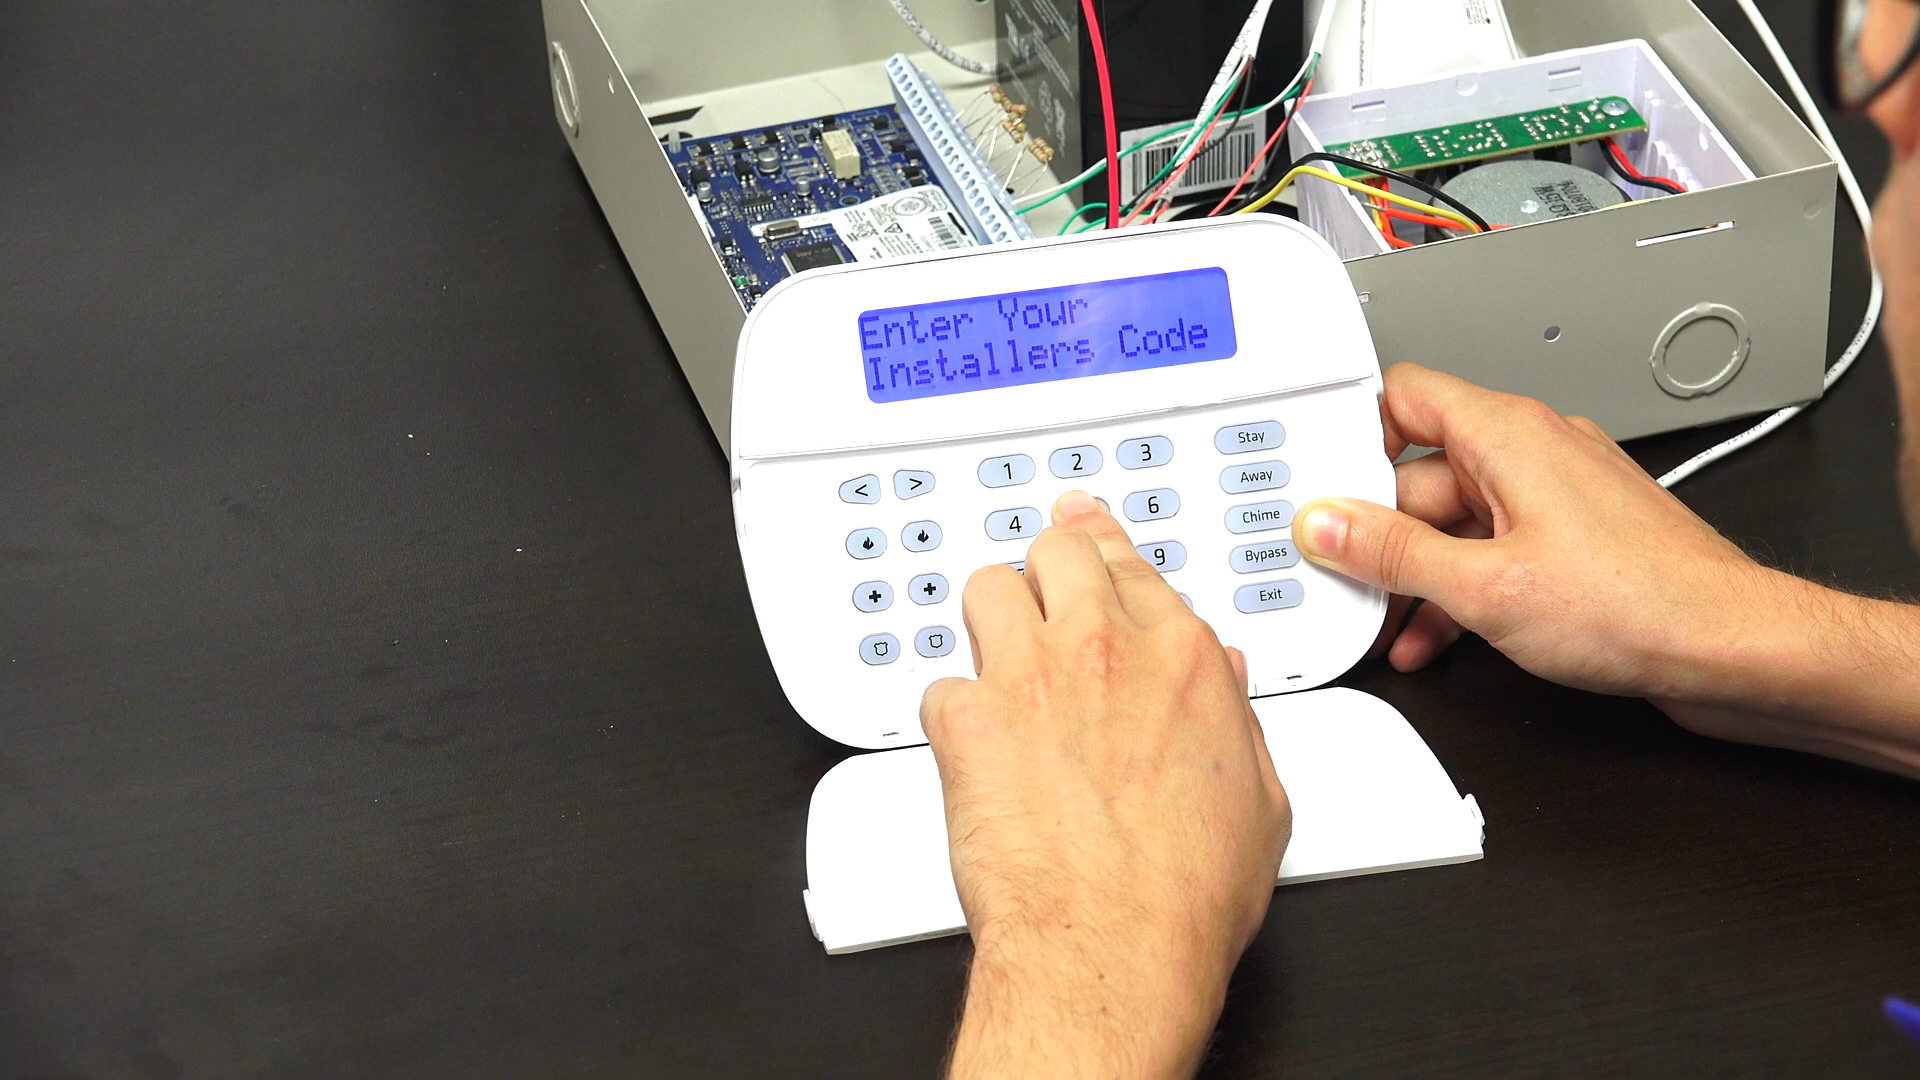 Enter Your
Installers Code
< > 1 2 3 Stay
4 6 Away
Chime
9 Bypass
Exit